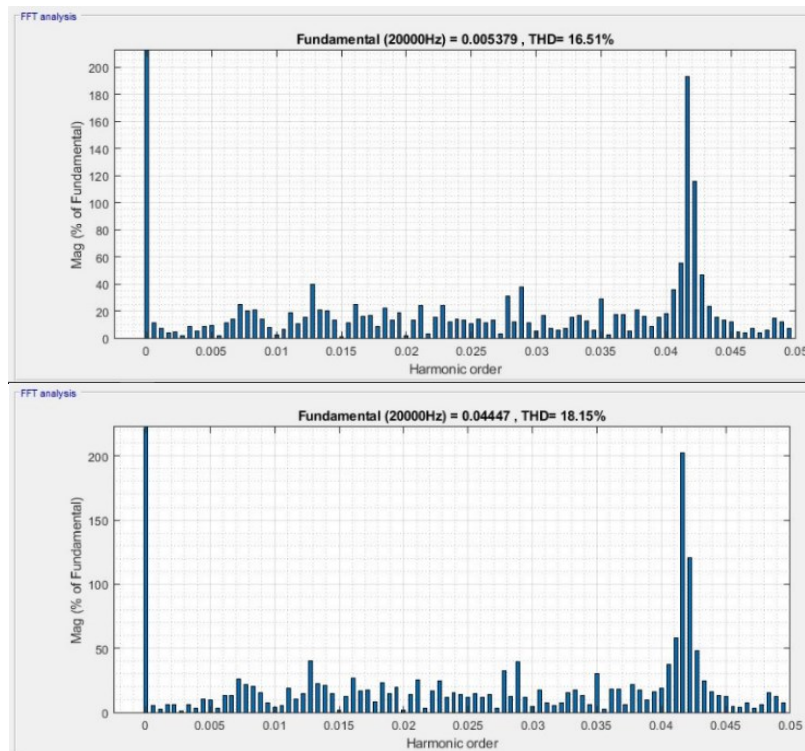 FFT analysis
Fundamental (20000Hz) = 0.005379 , THD= 16.51%
Mag (% of Fundamental)
200
180
160
140
120
100
80
60
40
20
0
0 0.005 0.01 0.015 0.02 0.025 0.03 0.035 0.04 0.045 0.05
Harmonic order
FFT analysis
Fundamental (20000Hz) = 0.04447 , THD= 18.15%
Mag (% of Fundamental)
200
150
100
50
0
0 0.005 0.01 0.015 0.02 0.025 0.03 0.035 0.04 0.045 0.05
Harmonic order